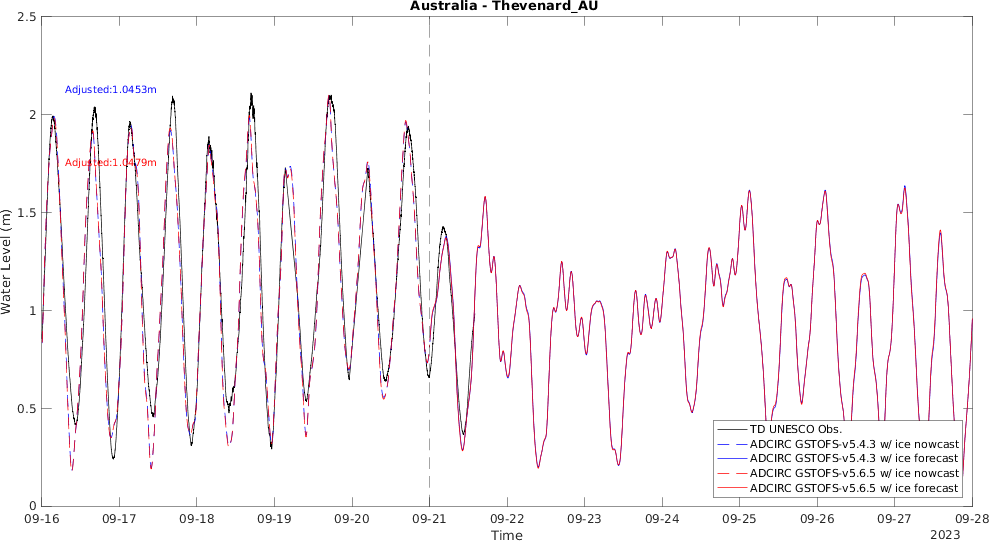 Australia - Thevenard_AU
2.5
2
1.5
1
0.5
0
Water Level (m)
Adjusted:1.0453m
Adjusted:1.0479m
TD UNESCO Obs.
ADCIRC GSTOFS-v5.4.3 w/ ice nowcast
ADCIRC GSTOFS-v5.4.3 w/ ice forecast
ADCIRC GSTOFS-v5.6.5 w/ ice nowcast
ADCIRC GSTOFS-v5.6.5 w/ ice forecast
09-16 09-17 09-18 09-19 09-20 09-21 09-22 09-23 09-24 09-25 09-26 09-27 09-28
Time
2023